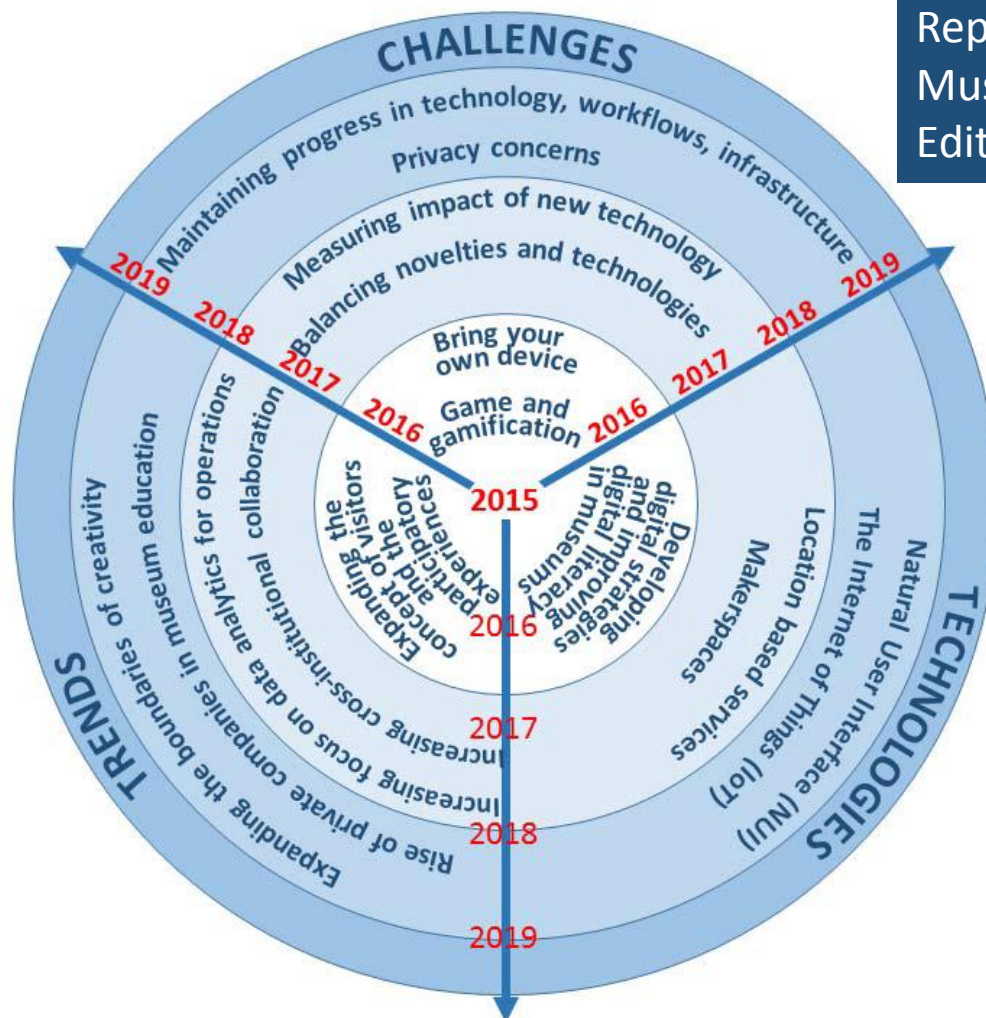 Rep
Mus
Edit
CHALLENGES
Maintaining progress in technology, workflows, infrastructure
Privacy concerns
Measuring impact of new technology
Balancing novelties and technologies
Bring your
own device
Game and
gamification
2019
2018
2017
2016
2015
2016
2017
2018
2019
2016
2017
2018
2019
TECHNOLOGIES
Natural User Interface (NUI)
The Internet of Things (IoT)
Location based services
Makerspaces
Developing
digital strategies
and improving
digital literacy
in museums
TRENDS
Expanding the boundaries of creativity
Rise of private companies in museum education
Increasing focus on data analytics for operations
Increasing cross-institutional collaboration
Expanding the
concept of visitors
and the
participatory
experiences